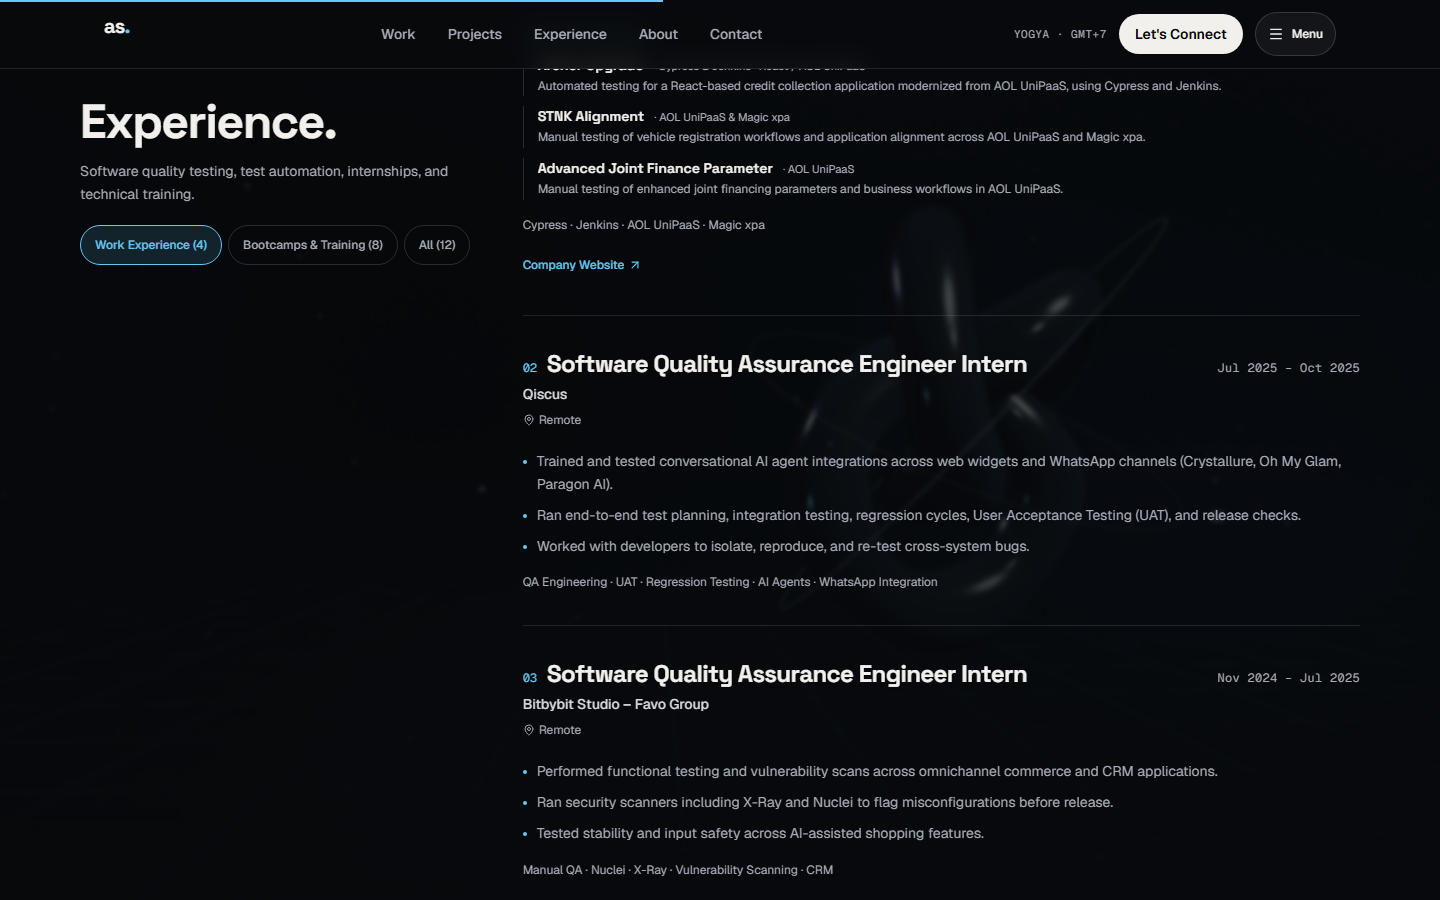 as.
Work Projects Experience About Contact
YOGYA · GMT+7
Let's Connect
Menu
Experience.
Software quality testing, test automation, internships, and
technical training.
Work Experience (4)
Bootcamps & Training (8)
All (12)
Automated testing for a React-based credit collection application modernized from AOL UniPaaS, using Cypress and Jenkins.
STNK Alignment · AOL UniPaaS & Magic xpa
Manual testing of vehicle registration workflows and application alignment across AOL UniPaaS and Magic xpa.
Advanced Joint Finance Parameter · AOL UniPaaS
Manual testing of enhanced joint financing parameters and business workflows in AOL UniPaaS.
Cypress · Jenkins · AOL UniPaaS · Magic xpa
Company Website
02 Software Quality Assurance Engineer Intern
Jul 2025 – Oct 2025
Qiscus
Remote
• Trained and tested conversational AI agent integrations across web widgets and WhatsApp channels (Crystallure, Oh My Glam,
Paragon AI).
• Ran end-to-end test planning, integration testing, regression cycles, User Acceptance Testing (UAT), and release checks.
• Worked with developers to isolate, reproduce, and re-test cross-system bugs.
QA Engineering · UAT · Regression Testing · AI Agents · WhatsApp Integration
03 Software Quality Assurance Engineer Intern
Nov 2024 – Jul 2025
Bitbybit Studio – Favo Group
Remote
• Performed functional testing and vulnerability scans across omnichannel commerce and CRM applications.
• Ran security scanners including X-Ray and Nuclei to flag misconfigurations before release.
• Tested stability and input safety across AI-assisted shopping features.
Manual QA · Nuclei · X-Ray · Vulnerability Scanning · CRM